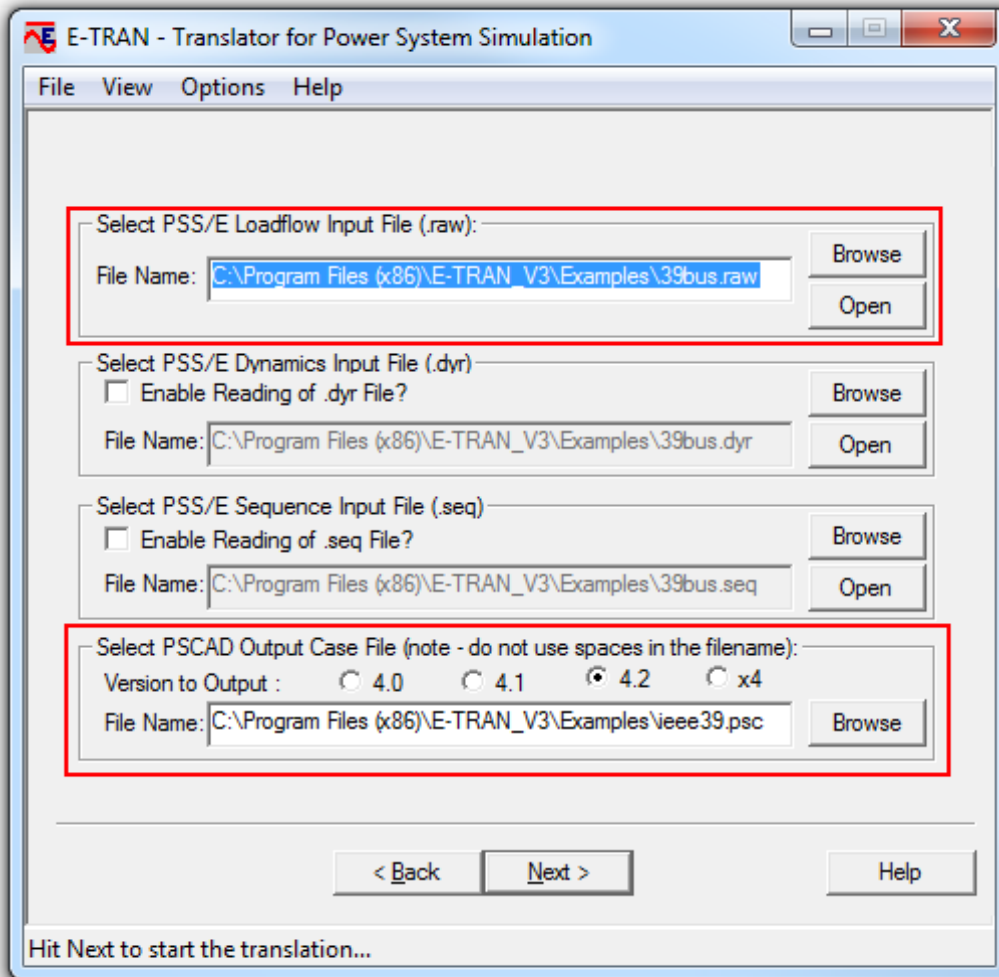 E-TRAN - Translator for Power System Simulation
File View Options Help
Select PSS/E Loadflow Input File (.raw):
Browse
File Name: C:\Program Files (x86)\E-TRAN_V3\Examples\39bus.raw
Open
Select PSS/E Dynamics Input File (.dyr)
Enable Reading of .dyr File?
Browse
File Name: C:\Program Files (x86)\E-TRAN_V3\Examples\39bus.dyr
Open
Select PSS/E Sequence Input File (.seq)
Enable Reading of .seq File?
Browse
File Name: C:\Program Files (x86)\E-TRAN_V3\Examples\39bus.seq
Open
Select PSCAD Output Case File (note - do not use spaces in the filename):
Version to Output : 4.0 4.1 4.2 x4
File Name: C:\Program Files (x86)\E-TRAN_V3\Examples\ieee39.psc
Browse
< Back Next > Help
Hit Next to start the translation...